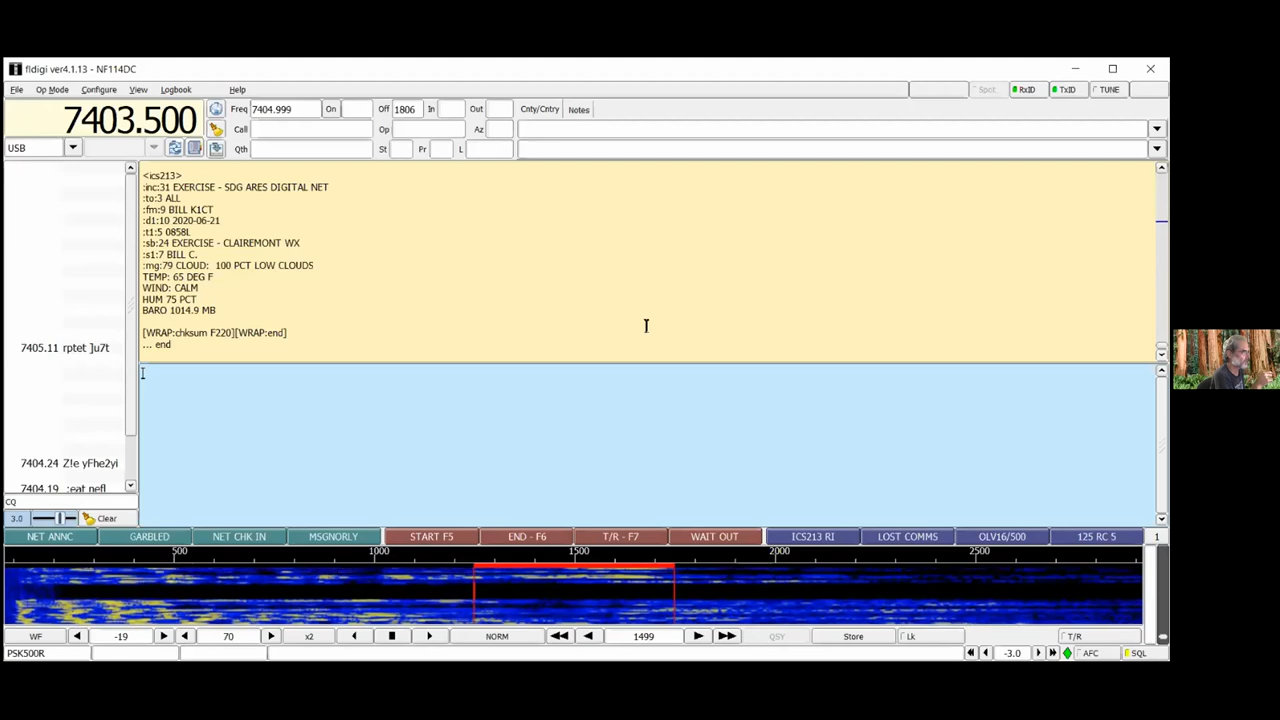 fldigi ver4.1.13 - NF114DC
File Op Mode Configure View Logbook Help Spot RxID TxID TUNE
7403.500 Freq 7404.999 On Off 1806 In Out Cnty/Cntry Notes
Call Op Az
USB Qth St Pr L
<ics213>
:inc:31 EXERCISE - SDG ARES DIGITAL NET
:to:3 ALL
:fm:9 BILL K1CT
:d1:10 2020-06-21
:t1:5 0858L
:sb:24 EXERCISE - CLAIREMONT WX
:s1:7 BILL C.
:mg:79 CLOUD: 100 PCT LOW CLOUDS
TEMP: 65 DEG F
WIND: CALM
HUM 75 PCT
BARO 1014.9 MB
[WRAP:chksum F220][WRAP:end]
... end
7405.11 rptet ]u7t
7404.24 Z!e yFhe2yi
7404.19 :eat nefl
CQ
3.0 Clear
NET ANNC GARBLED NET CHK IN MSGNORLY START F5 END - F6 T/R - F7 WAIT OUT ICS213 RI LOST COMMS OLV16/500 125 RC 5 1
500 1000 1500 2000 2500
WF -19 70 x2 NORM 1499 QSY Store Lk T/R
PSK500R -3.0 AFC SQL